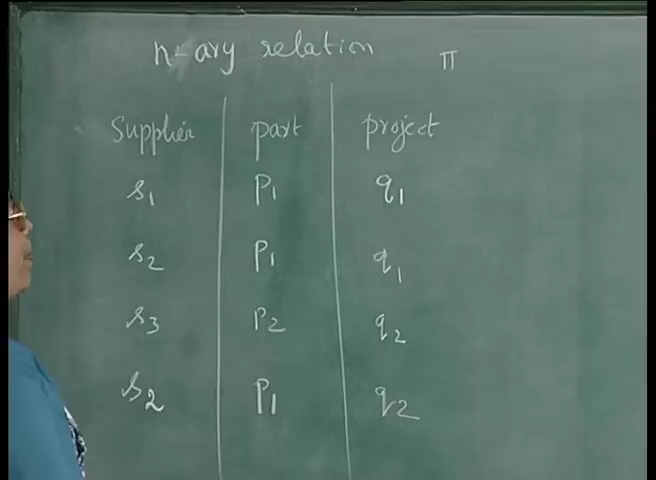 n-ary relation π
Supplier part project
s1 P1 q1
s2 P1 q1
s3 P2 q2
s2 P1 q2